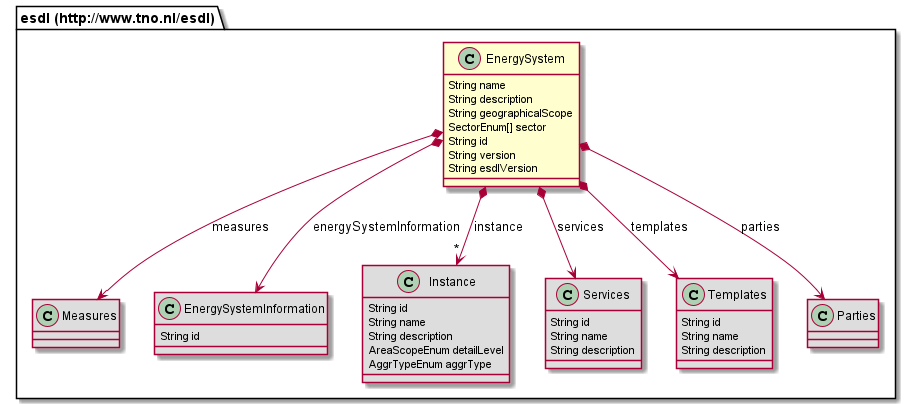 esdl (http://www.tno.nl/esdl)
C EnergySystem
String name
String description
String geographicalScope
SectorEnum[] sector
String id
String version
String esdlVersion
measures
energySystemInformation
instance
services
templates
parties
*
C Measures
C EnergySystemInformation
String id
C Instance
String id
String name
String description
AreaScopeEnum detailLevel
AggrTypeEnum aggrType
C Services
String id
String name
String description
C Templates
String id
String name
String description
C Parties